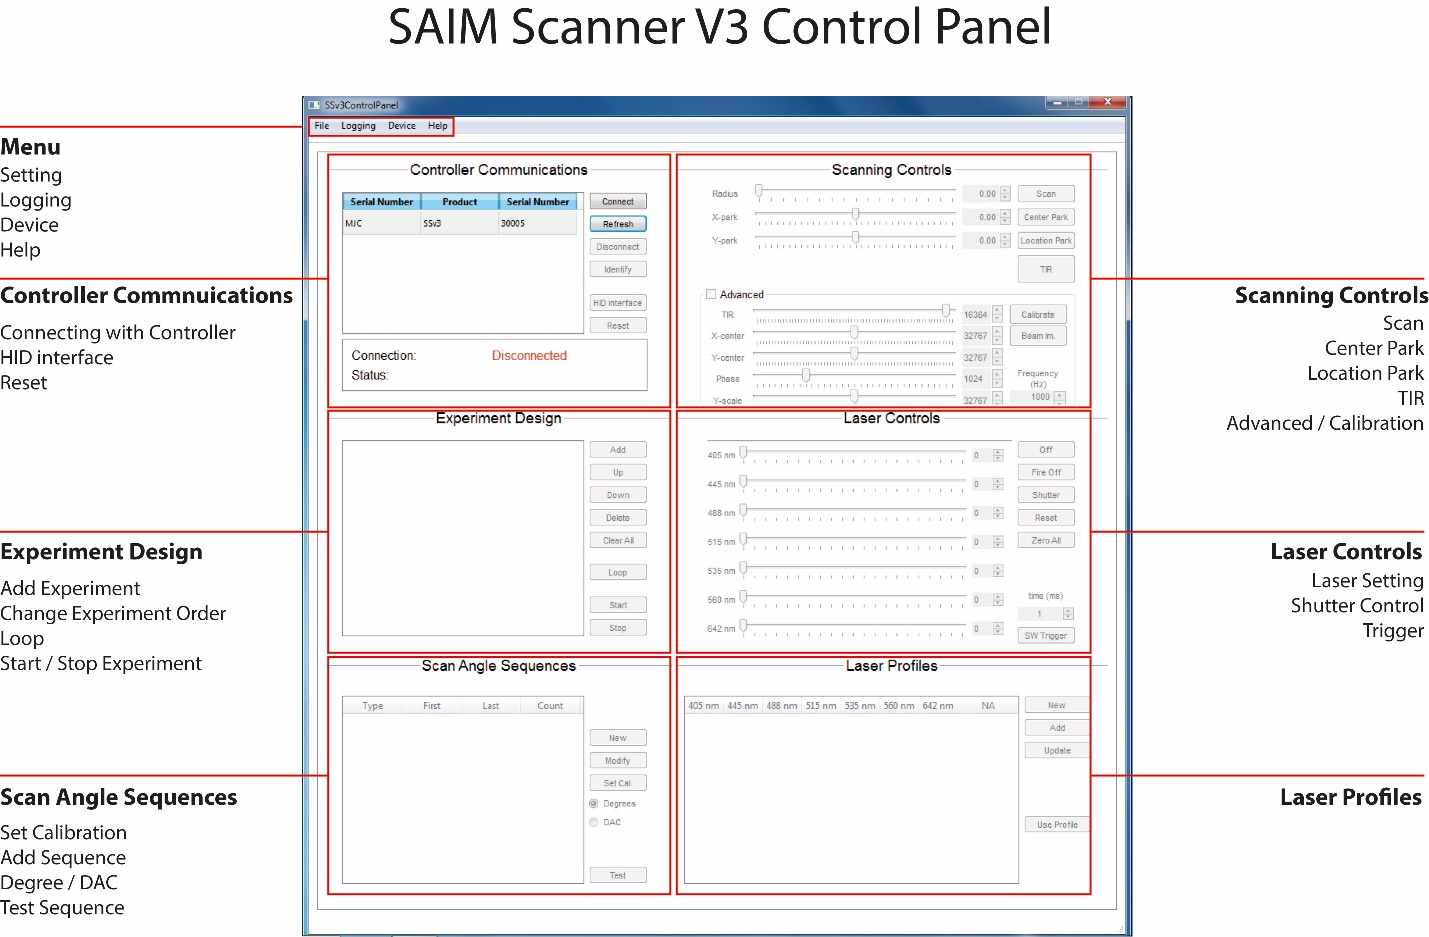 SAIM Scanner V3 Control Panel
SSv3ControlPanel
File Logging Device Help
Menu
Setting
Logging
Device
Help
Controller Commnuications
Connecting with Controller
HID interface
Reset
Experiment Design
Add Experiment
Change Experiment Order
Loop
Start / Stop Experiment
Scan Angle Sequences
Set Calibration
Add Sequence
Degree / DAC
Test Sequence
Controller Communications
Serial Number Product Serial Number
MJC SSv3 30005
Connect
Refresh
Disconnect
Identify
HID interface
Reset
Connection: Disconnected
Status:
Scanning Controls
Radius 0.00 Scan
X-park 0.00 Center Park
Y-park 0.00 Location Park
TIR
Advanced
TIR 16384 Calibrate
X-center 32767 Beam Im.
Y-center 32767
Phase 1024 Frequency
(Hz)
Y-scale 32767 1000
Experiment Design
Add
Up
Down
Delete
Clear All
Loop
Start
Stop
Laser Controls
405 nm 0 Off
445 nm 0 Fire Off
Shutter
488 nm 0 Reset
515 nm 0 Zero All
535 nm 0
560 nm 0 time (ms)
1
642 nm 0 SW Trigger
Scan Angle Sequences
Type First Last Count
New
Modify
Set Cal.
Degrees
DAC
Test
Laser Profiles
405 nm 445 nm 488 nm 515 nm 535 nm 560 nm 642 nm NA
New
Add
Update
Use Profile
Scanning Controls
Scan
Center Park
Location Park
TIR
Advanced / Calibration
Laser Controls
Laser Setting
Shutter Control
Trigger
Laser Profiles